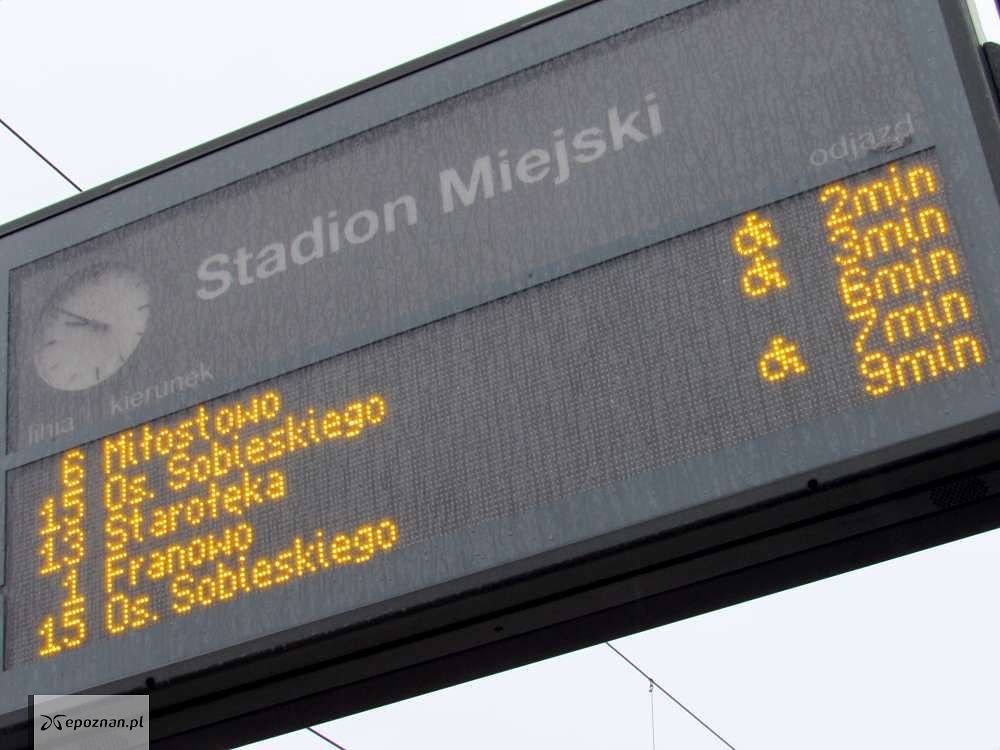 Stadion Miejski
odjazd
linia kierunek
6 Miłostowo 2min
15 Os. Sobieskiego 3min
13 Starołęka 6min
1 Franowo 7min
15 Os. Sobieskiego 9min
epoznan.pl